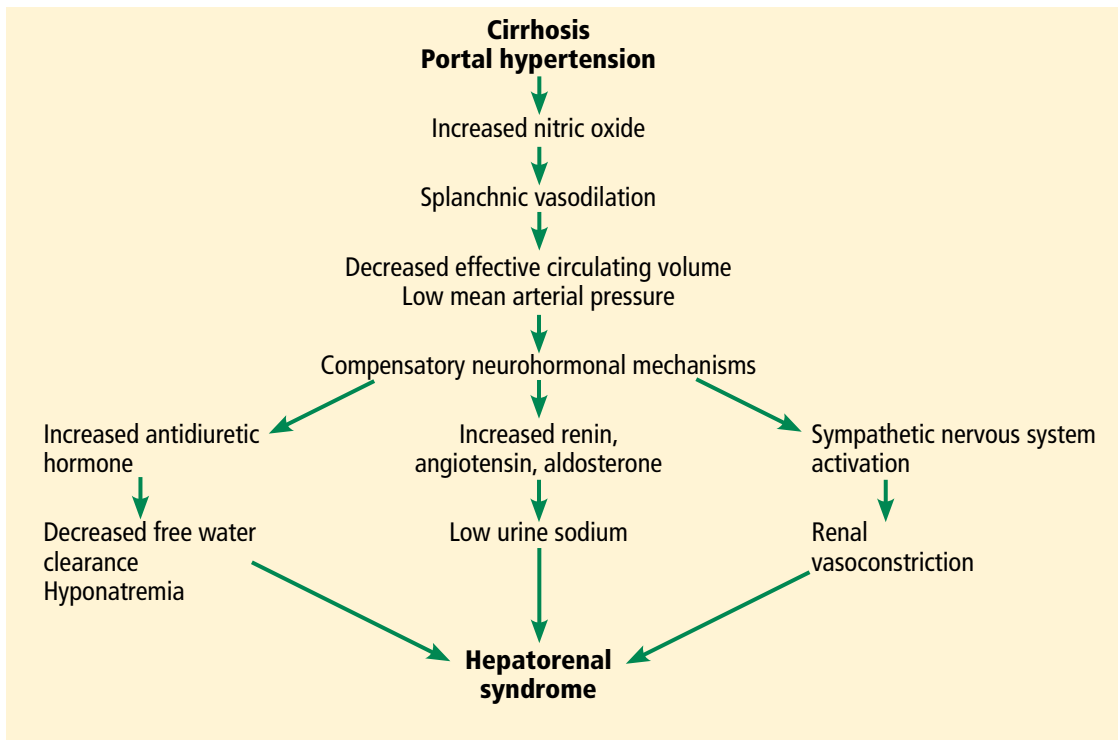 Cirrhosis
Portal hypertension
Increased nitric oxide
Splanchnic vasodilation
Decreased effective circulating volume
Low mean arterial pressure
Compensatory neurohormonal mechanisms
Increased antidiuretic
hormone
Increased renin,
angiotensin, aldosterone
Sympathetic nervous system
activation
Decreased free water
clearance
Hyponatremia
Low urine sodium
Renal
vasoconstriction
Hepatorenal
syndrome